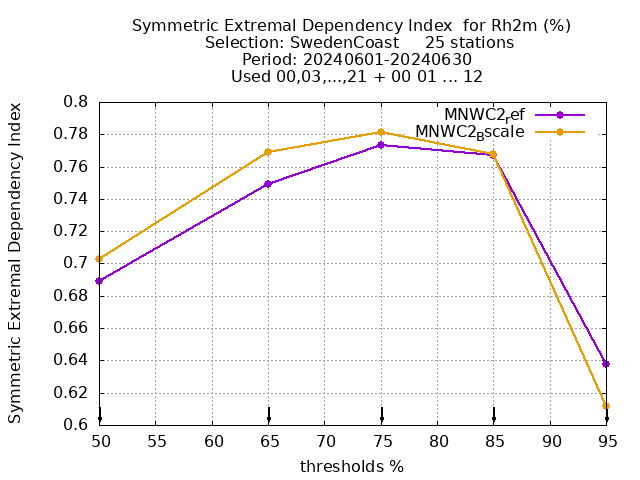 Symmetric Extremal Dependency Index  for Rh2m (%)
Selection: SwedenCoast     25 stations
Period: 20240601-20240630
Used 00,03,...,21 + 00 01 ... 12
MNWC2_ref
MNWC2_Bscale
Symmetric Extremal Dependency Index
0.8
0.78
0.76
0.74
0.72
0.7
0.68
0.66
0.64
0.62
0.6
50 55 60 65 70 75 80 85 90 95
thresholds %